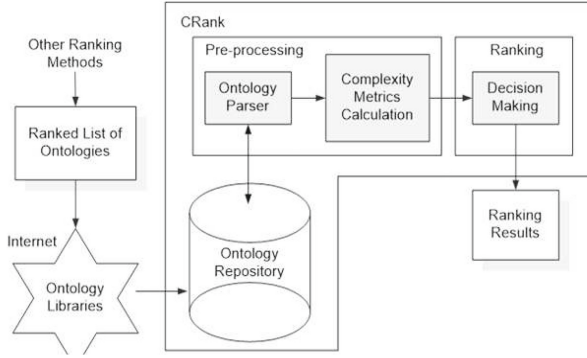 CRank
Other Ranking
Methods
Pre-processing
Ranking
Ontology
Parser
Complexity
Metrics
Calculation
Decision
Making
Ranked List of
Ontologies
Ranking
Results
Internet
Ontology
Repository
Ontology
Libraries